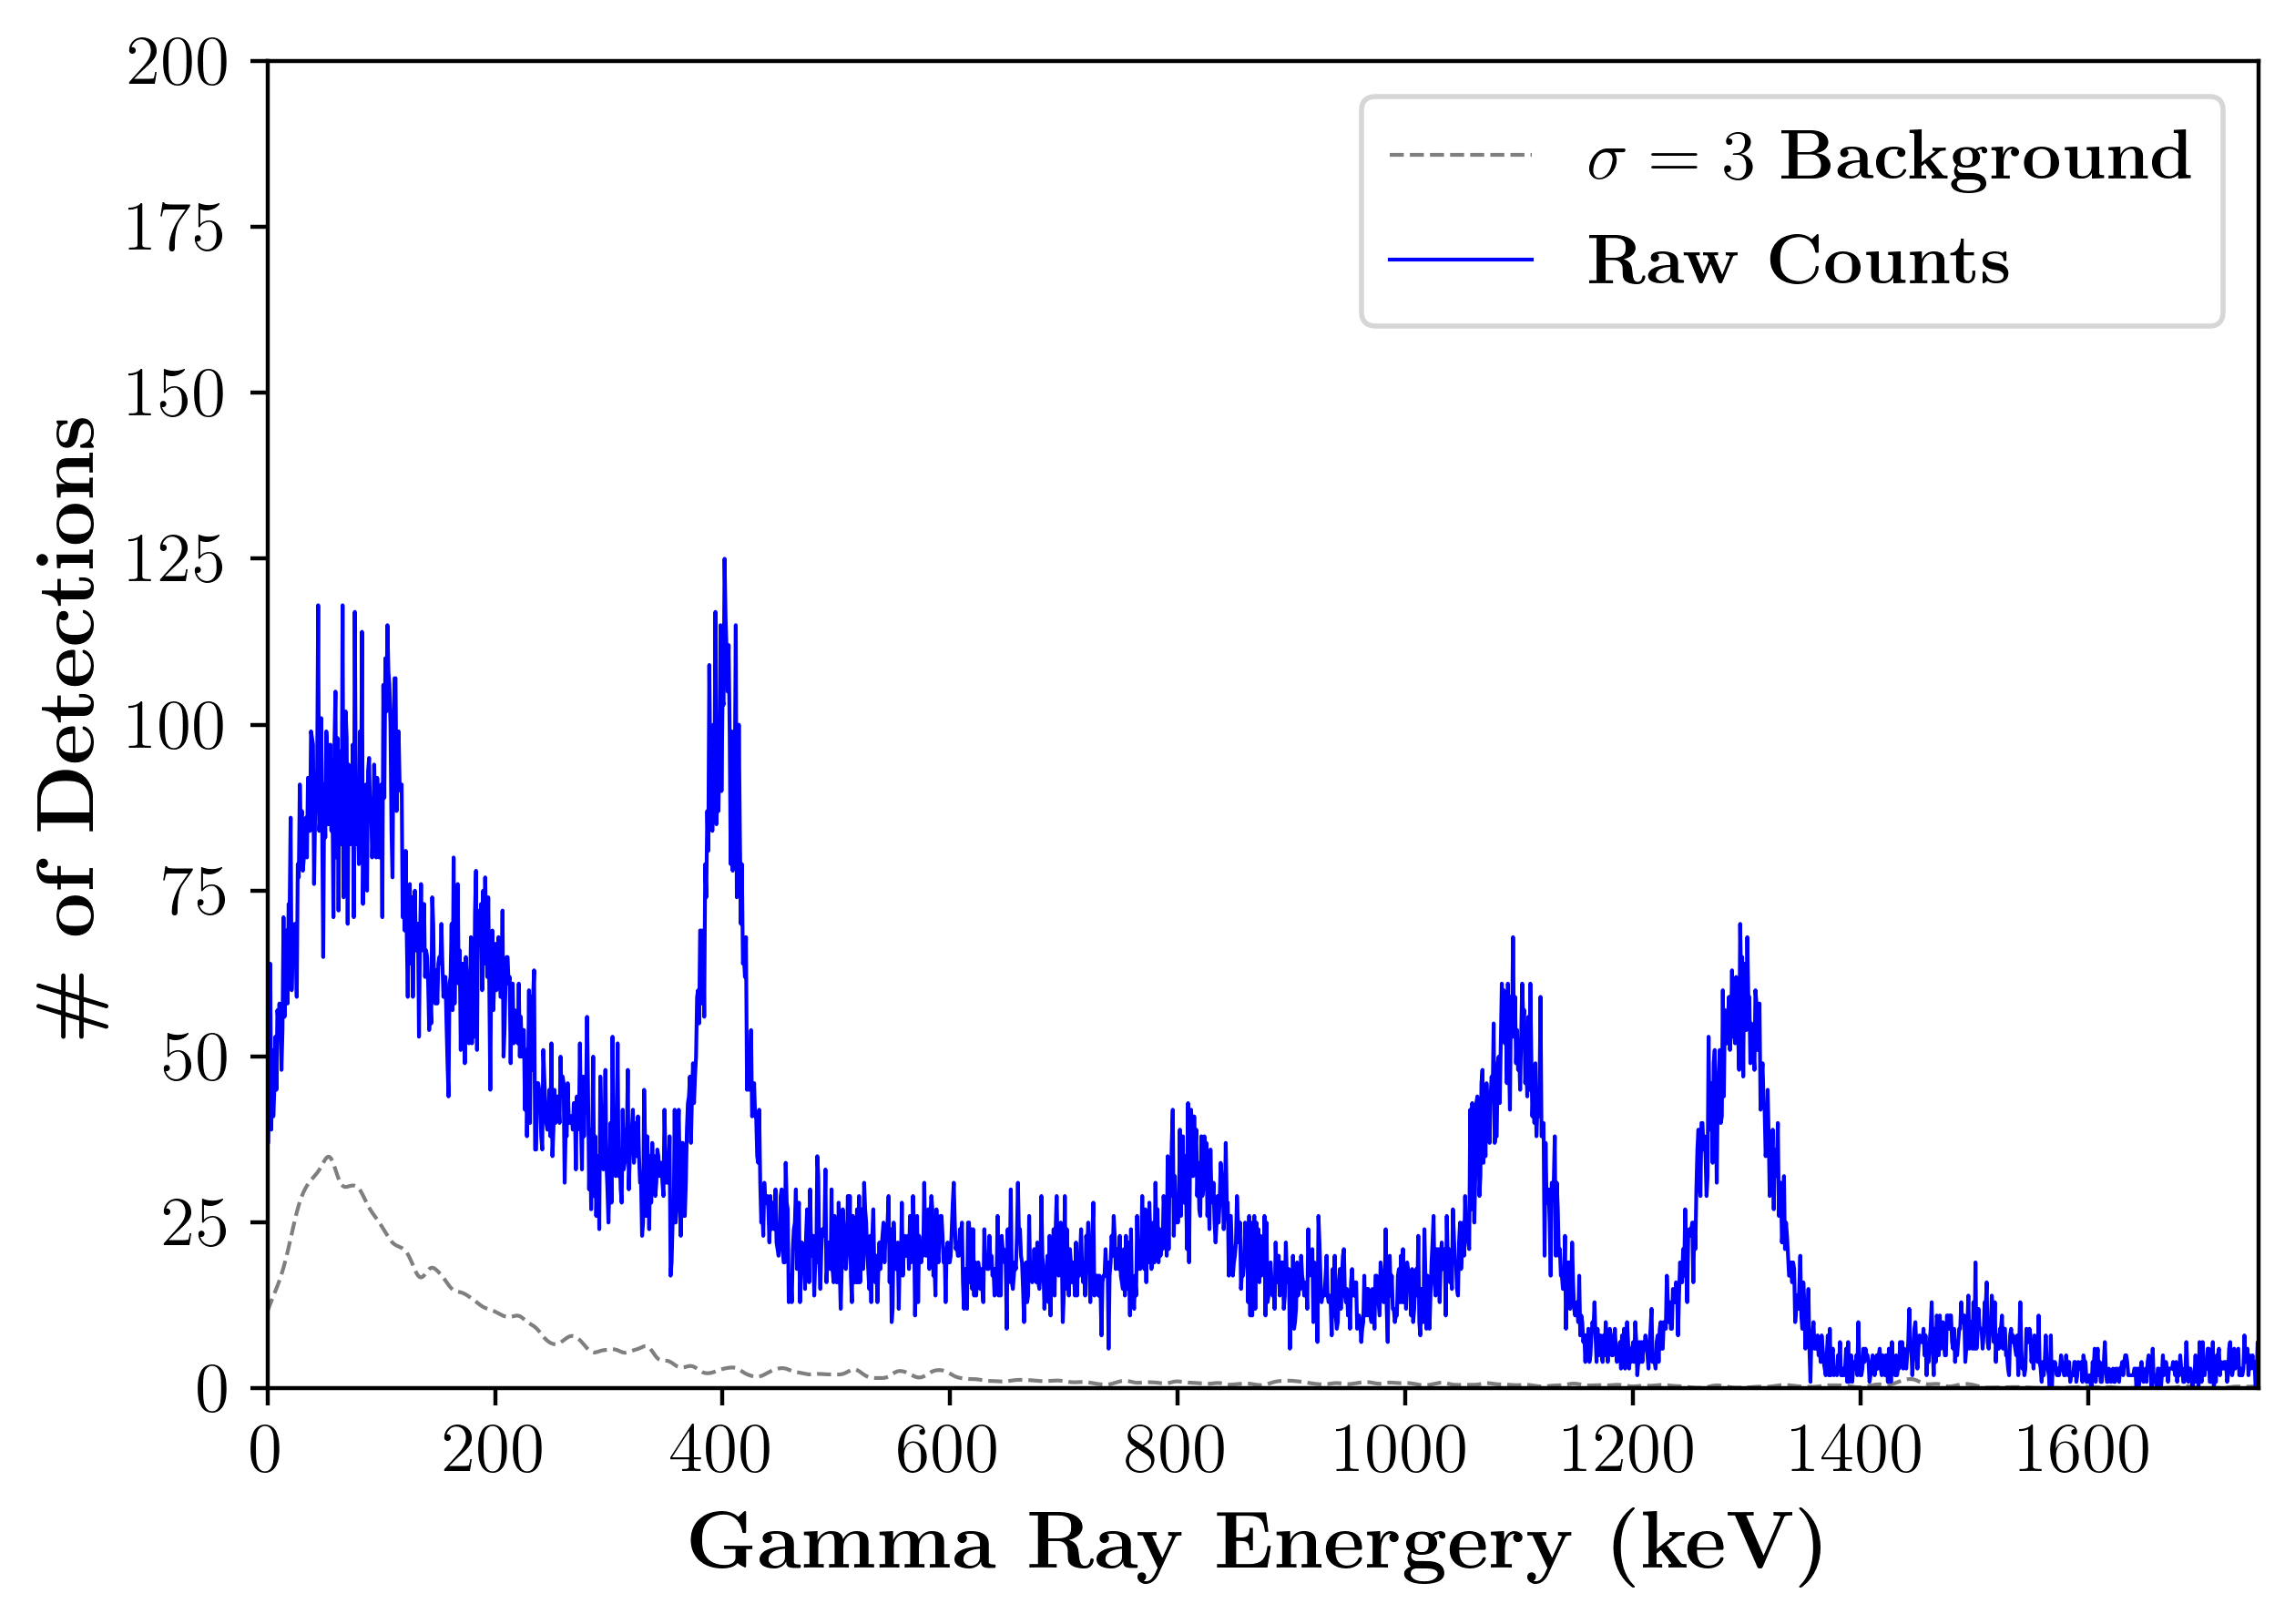 200
175
150
125
100
75
50
25
0
# of Detections
σ = 3 Background
Raw Counts
0 200 400 600 800 1000 1200 1400 1600
Gamma Ray Energery (keV)